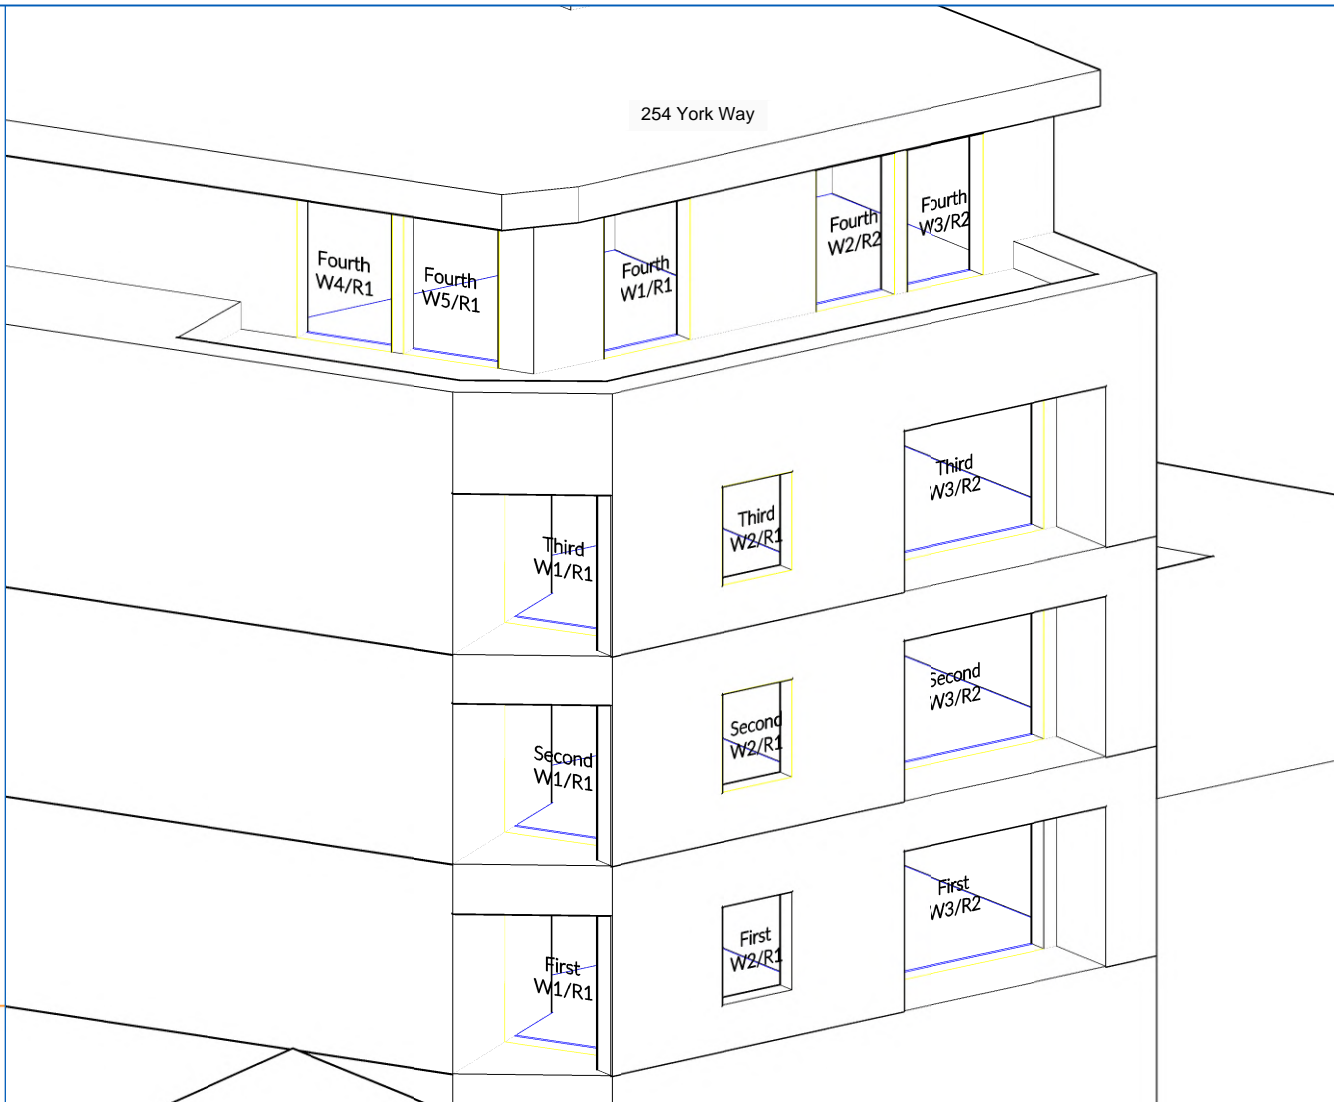 254 York Way
Fourth
W4/R1
Fourth
W5/R1
Fourth
W1/R1
Fourth
W2/R2
Fourth
W3/R2
Third
W1/R1
Third
W2/R1
Third
W3/R2
Second
W1/R1
Second
W2/R1
Second
W3/R2
First
W1/R1
First
W2/R1
First
W3/R2